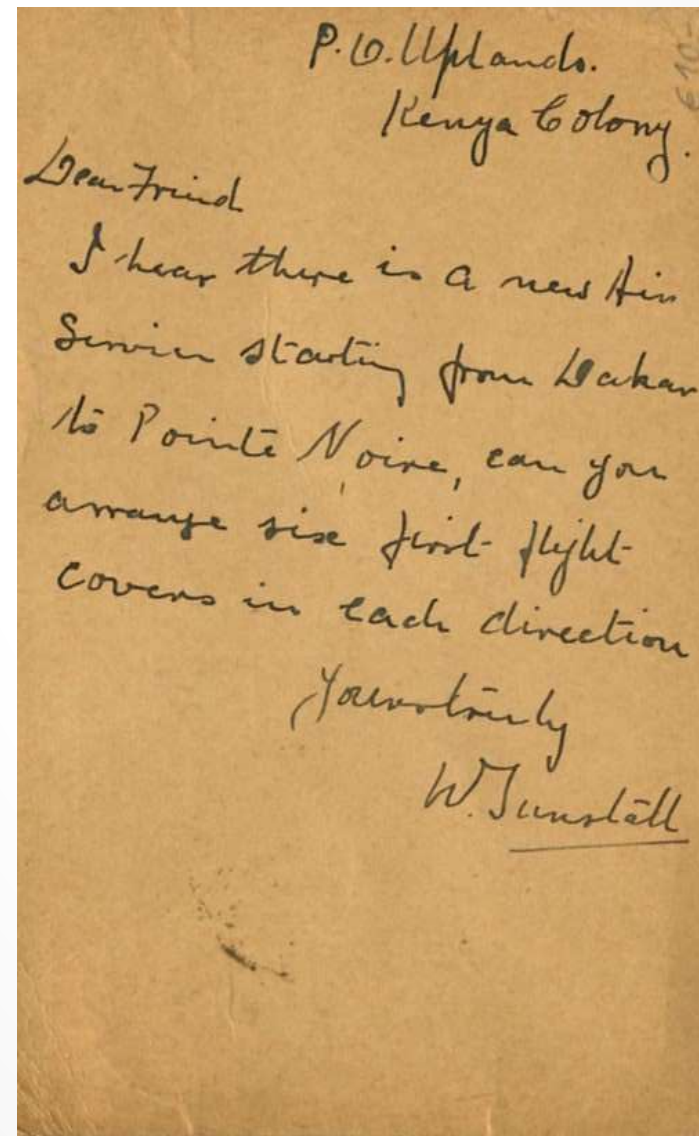 P.O. Uplands.
Kenya Colony.
Dear Friend
I hear there is a new Air
Service starting from Dakar
to Pointe Noire, can you
arrange six first flight
covers in each direction
Yours truly
W. Tunstall